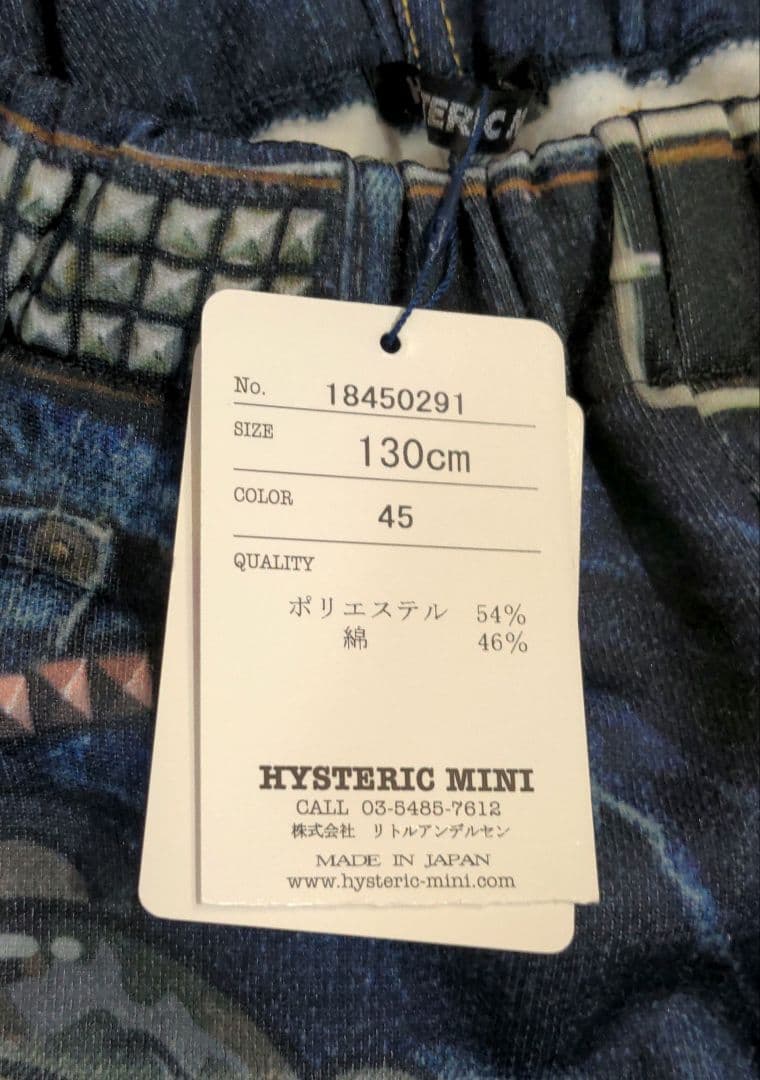 TERIC M
No. 18450291
SIZE 130cm
COLOR 45
QUALITY
ポリエステル 54%
綿 46%
HYSTERIC MINI
CALL 03-5485-7612
株式会社 リトルアンデルセン
MADE IN JAPAN
www.hysteric-mini.com